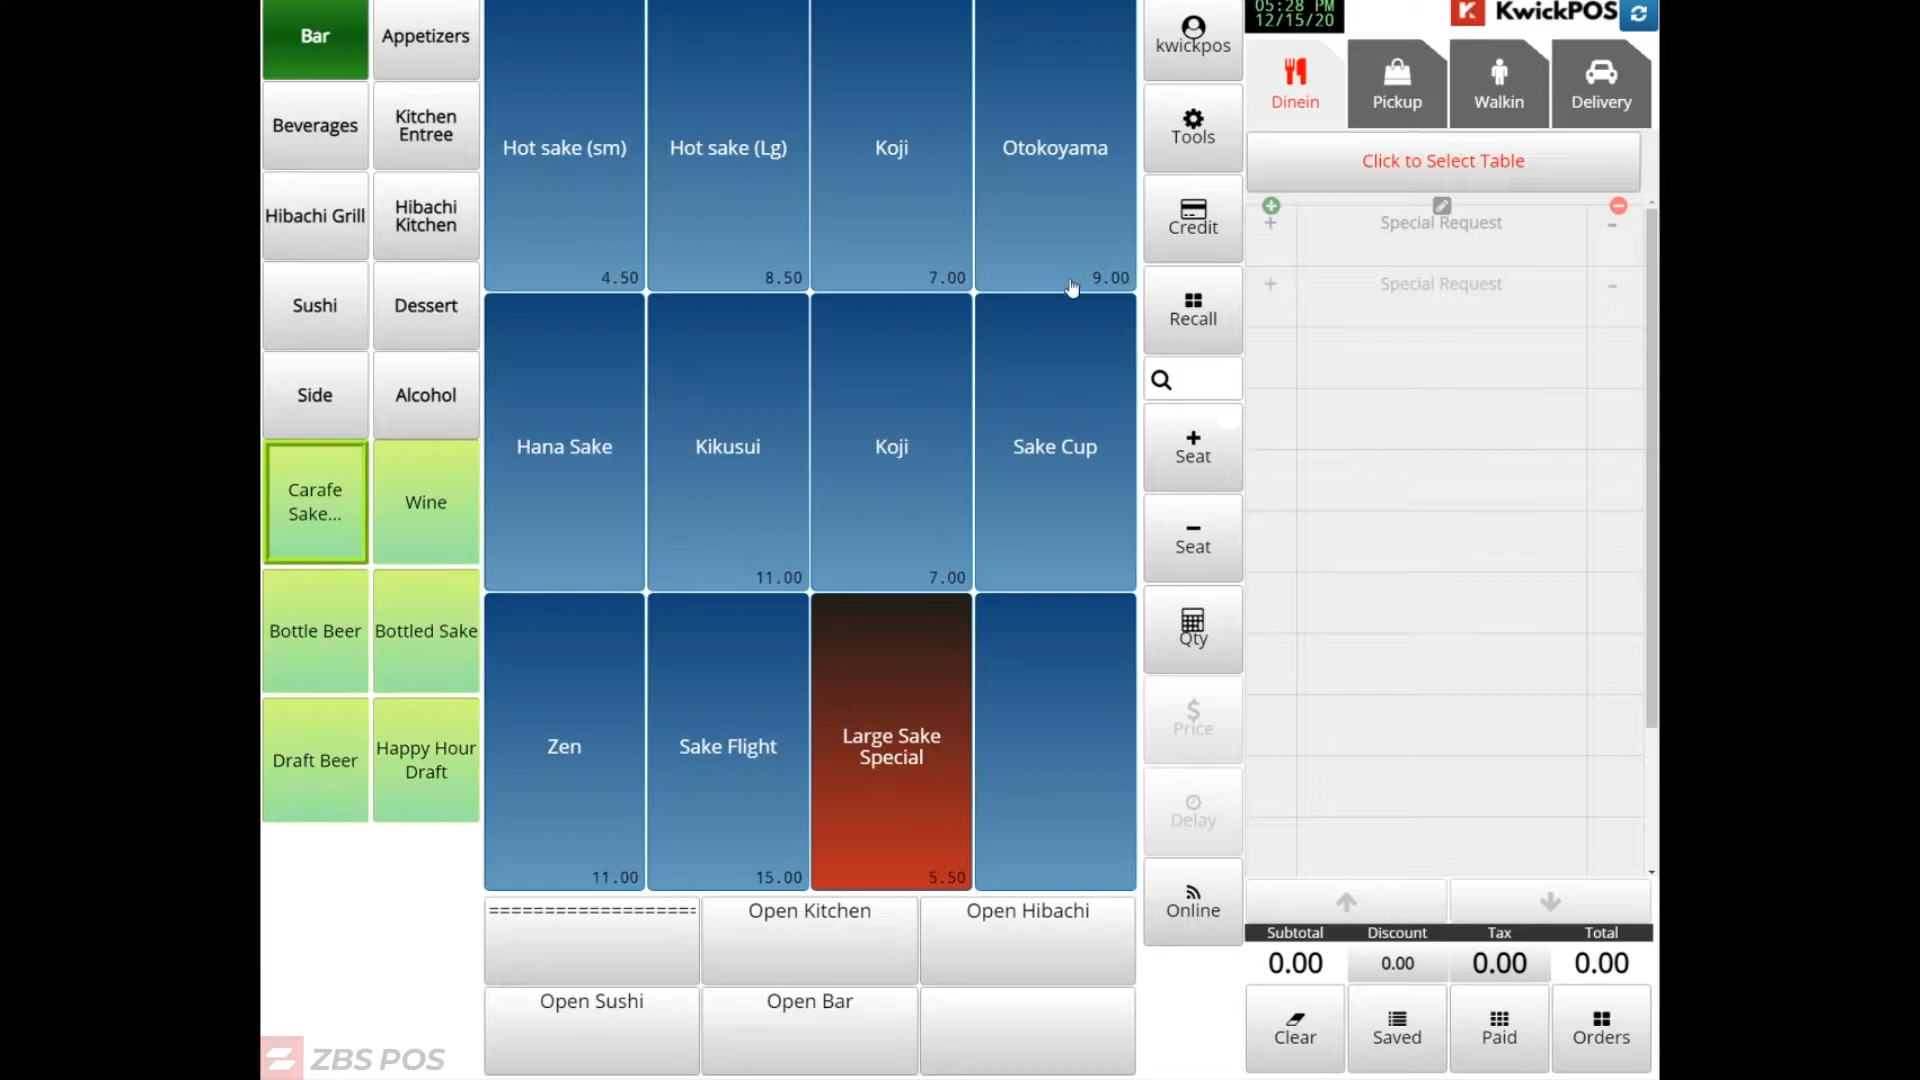 Bar
Appetizers
Beverages
Kitchen
Entree
Hibachi Grill
Hibachi
Kitchen
Sushi
Dessert
Side
Alcohol
Carafe
Sake...
Wine
Bottle Beer
Bottled Sake
Draft Beer
Happy Hour
Draft
Hot sake (sm)
4.50
Hot sake (Lg)
8.50
Koji
7.00
Otokoyama
9.00
Hana Sake
Kikusui
11.00
Koji
7.00
Sake Cup
Zen
11.00
Sake Flight
15.00
Large Sake
Special
5.50
==================
Open Kitchen
Open Hibachi
Open Sushi
Open Bar
kwickpos
Tools
Credit
Recall
+
Seat
−
Seat
Qty
$
Price
Delay
Online
05:28 PM
12/15/20
K KwickPOS
Dinein
Pickup
Walkin
Delivery
Click to Select Table
+ Special Request -
+ Special Request -
Subtotal Discount Tax Total
0.00 0.00 0.00 0.00
Clear
Saved
Paid
Orders
ZBS POS